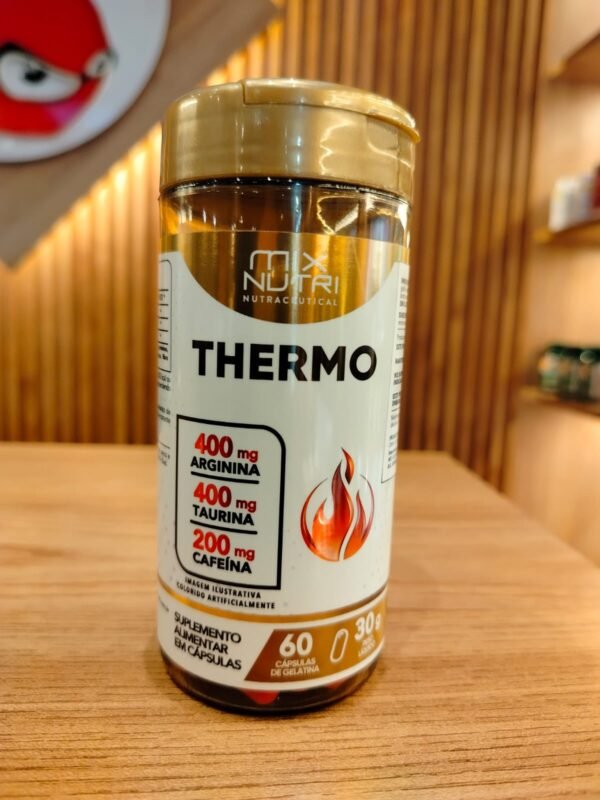 MIX
NUTRI
NUTRACEUTICAL
THERMO
400 mg
ARGININA
400 mg
TAURINA
200 mg
CAFEÍNA
IMAGEM ILUSTRATIVA
COLORIDO ARTIFICIALMENTE
SUPLEMENTO
ALIMENTAR
EM CÁPSULAS
60
CÁPSULAS
DE GELATINA
30g